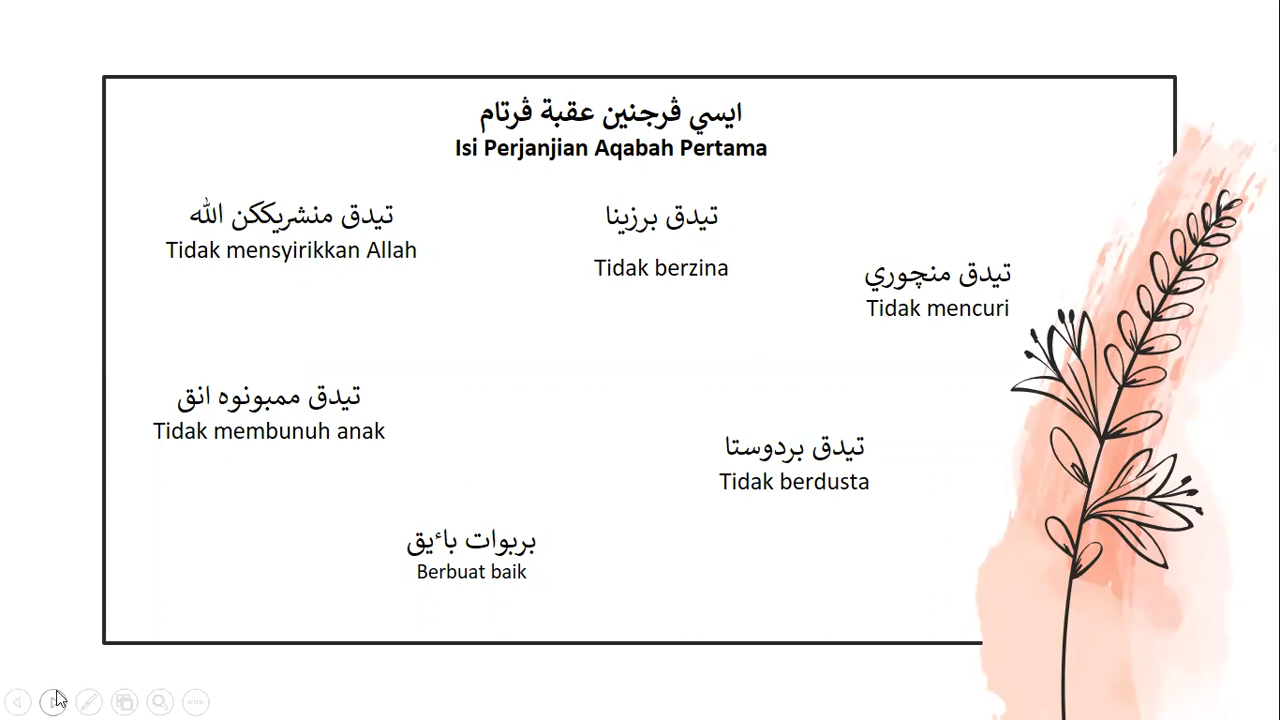 ايسي ڤرجنين عقبة ڤرتام
Isi Perjanjian Aqabah Pertama
تيدق منشريککن الله
Tidak mensyirikkan Allah
تيدق برزينا
Tidak berzina
تيدق منچوري
Tidak mencuri
تيدق ممبونوه انق
Tidak membunuh anak
تيدق بردوستا
Tidak berdusta
بربوات باءيق
Berbuat baik